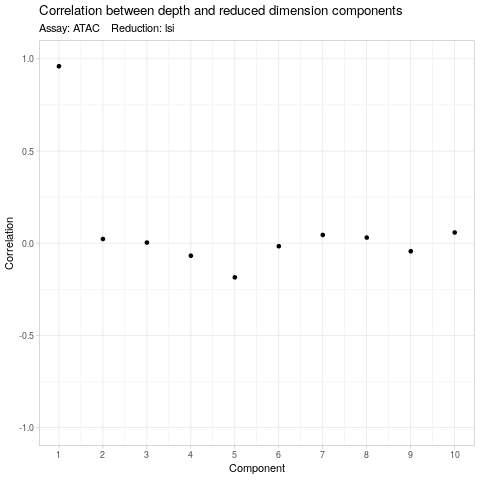 Correlation between depth and reduced dimension components
Assay: ATAC    Reduction: lsi
1.0
0.5
0.0
-0.5
-1.0
Correlation
1 2 3 4 5 6 7 8 9 10
Component